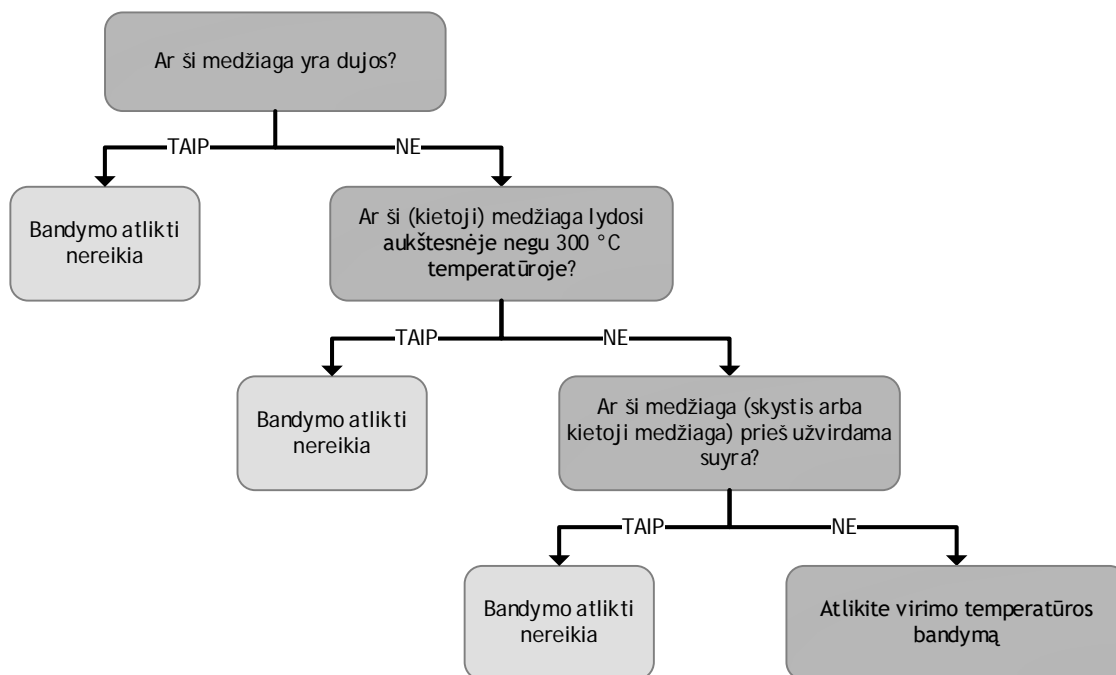 Ar ši medžiaga yra dujos?
TAIP
NE
Bandymo atlikti
nereikia
Ar ši (kietoji) medžiaga lydosi
aukštesnėje negu 300 °C
temperatūroje?
TAIP
NE
Bandymo atlikti
nereikia
Ar ši medžiaga (skystis arba
kietoji medžiaga) prieš užvirdama
suyra?
TAIP
NE
Bandymo atlikti
nereikia
Atlikite virimo temperatūros
bandymą